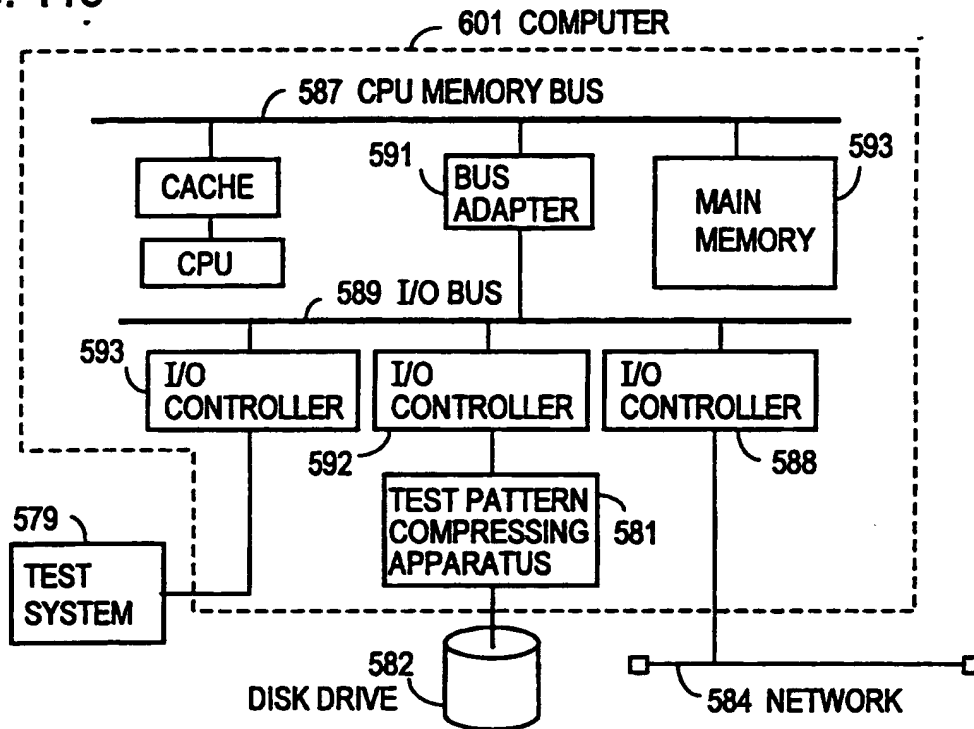 601 COMPUTER
587 CPU MEMORY BUS
591
593
CACHE
BUS
ADAPTER
MAIN
MEMORY
CPU
589 I/O BUS
593
I/O
CONTROLLER
I/O
CONTROLLER
I/O
CONTROLLER
592
588
579
TEST PATTERN
COMPRESSING
APPARATUS
581
TEST
SYSTEM
582
DISK DRIVE
584 NETWORK